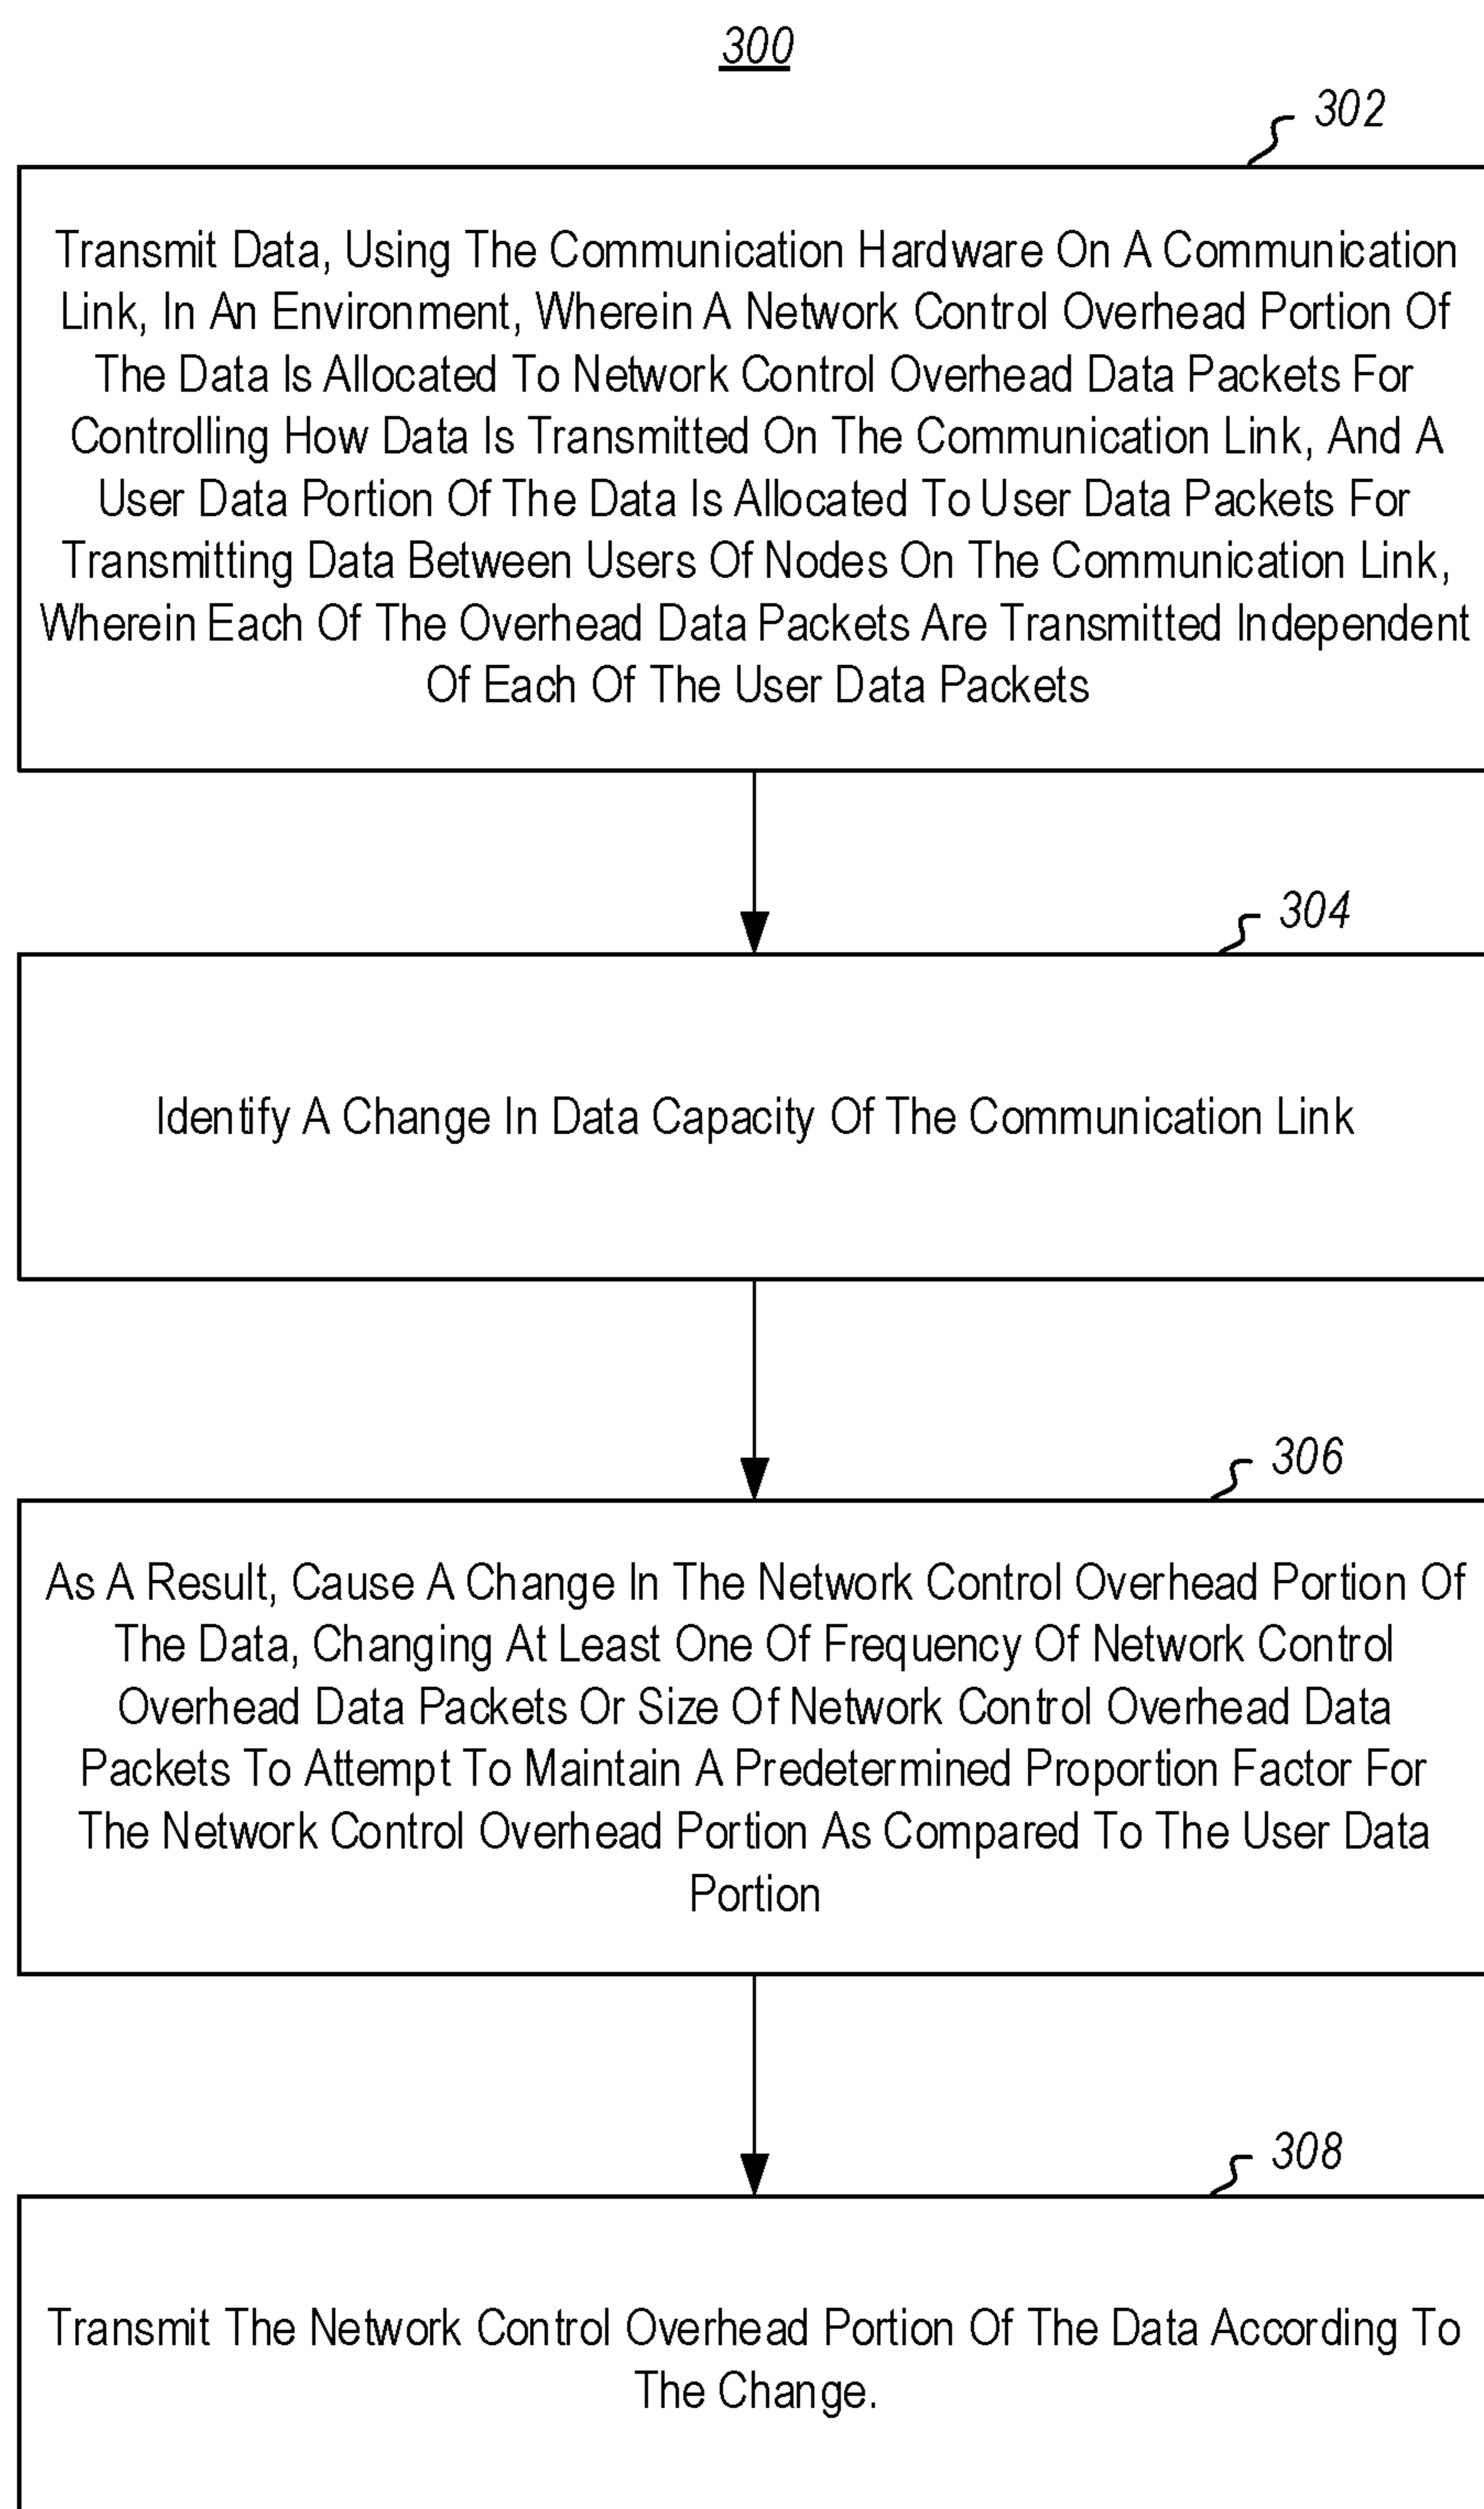 300
302
Transmit Data, Using The Communication Hardware On A Communication
Link, In An Environment, Wherein A Network Control Overhead Portion Of
The Data Is Allocated To Network Control Overhead Data Packets For
Controlling How Data Is Transmitted On The Communication Link, And A
User Data Portion Of The Data Is Allocated To User Data Packets For
Transmitting Data Between Users Of Nodes On The Communication Link,
Wherein Each Of The Overhead Data Packets Are Transmitted Independent
Of Each Of The User Data Packets
304
Identify A Change In Data Capacity Of The Communication Link
306
As A Result, Cause A Change In The Network Control Overhead Portion Of
The Data, Changing At Least One Of Frequency Of Network Control
Overhead Data Packets Or Size Of Network Control Overhead Data
Packets To Attempt To Maintain A Predetermined Proportion Factor For
The Network Control Overhead Portion As Compared To The User Data
Portion
308
Transmit The Network Control Overhead Portion Of The Data According To
The Change.